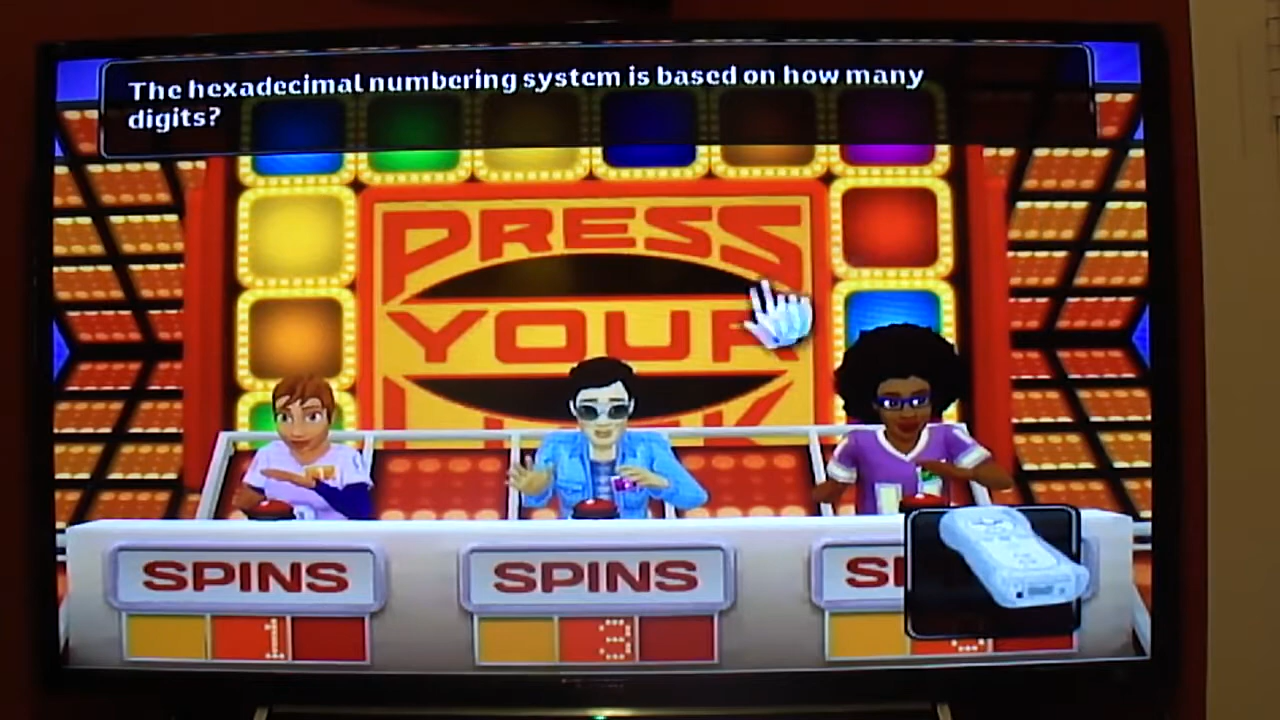 The hexadecimal numbering system is based on how many
digits?
PRESS
YOUR
SPINS
SPINS
1
3